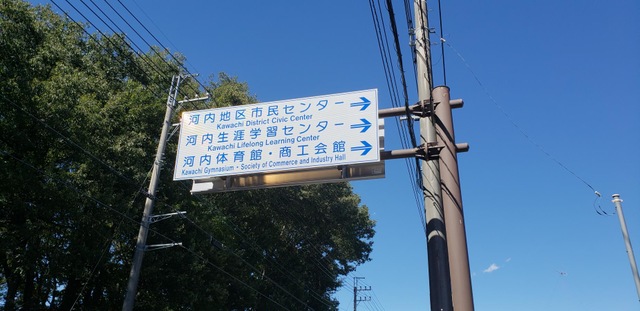 河内地区市民センター →
Kawachi District Civic Center
河内生涯学習センター →
Kawachi Lifelong Learning Center
河内体育館・商工会館 →
Kawachi Gymnasium・Society of Commerce and Industry Hall